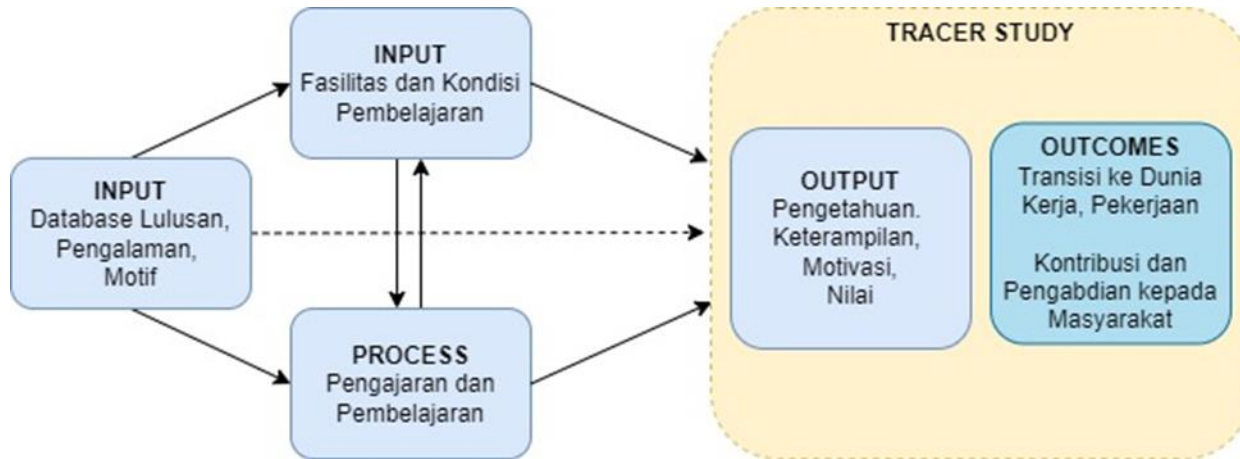 INPUT
Database Lulusan,
Pengalaman,
Motif
INPUT
Fasilitas dan Kondisi
Pembelajaran
PROCESS
Pengajaran dan
Pembelajaran
TRACER STUDY
OUTPUT
Pengetahuan.
Keterampilan,
Motivasi,
Nilai
OUTCOMES
Transisi ke Dunia
Kerja, Pekerjaan
Kontribusi dan
Pengabdian kepada
Masyarakat